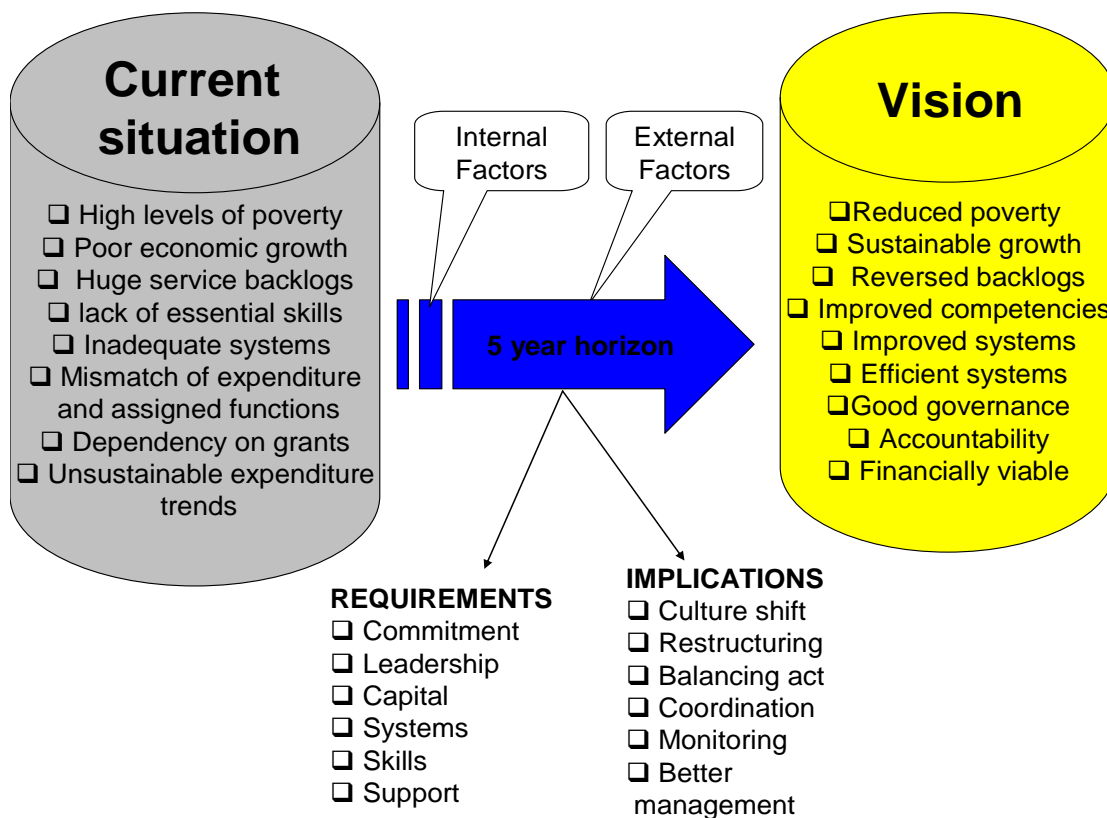 Current
situation
❑ High levels of poverty
❑ Poor economic growth
❑ Huge service backlogs
❑ lack of essential skills
❑ Inadequate systems
❑ Mismatch of expenditure
and assigned functions
❑ Dependency on grants
❑ Unsustainable expenditure
trends
Internal
Factors
External
Factors
5 year horizon
Vision
❑Reduced poverty
❑ Sustainable growth
❑ Reversed backlogs
❑ Improved competencies
❑ Improved systems
❑ Efficient systems
❑Good governance
❑ Accountability
❑ Financially viable
REQUIREMENTS
❑ Commitment
❑ Leadership
❑ Capital
❑ Systems
❑ Skills
❑ Support
IMPLICATIONS
❑ Culture shift
❑ Restructuring
❑ Balancing act
❑ Coordination
❑ Monitoring
❑ Better
management